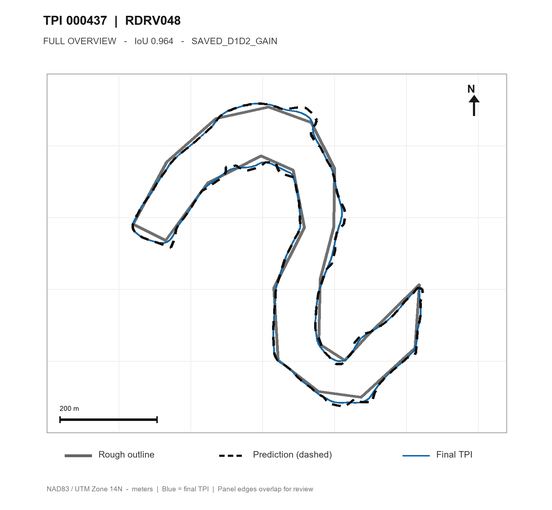 TPI 000437 | RDRV048
FULL OVERVIEW - IoU 0.964 - SAVED_D1D2_GAIN
N
200 m
Rough outline
Prediction (dashed)
Final TPI
NAD83 / UTM Zone 14N - meters | Blue = final TPI | Panel edges overlap for review